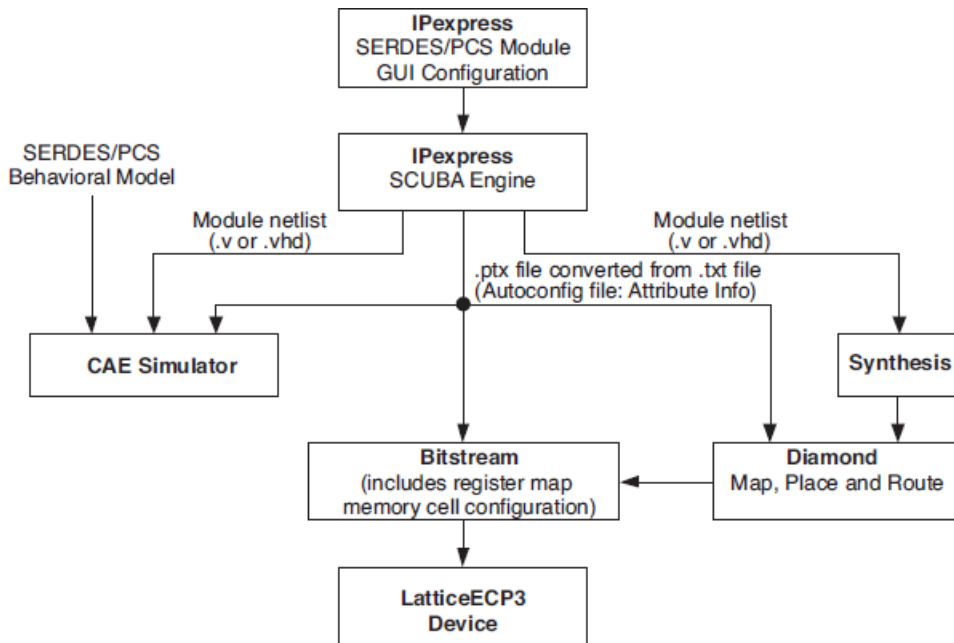 IPexpress
SERDES/PCS Module
GUI Configuration
SERDES/PCS
Behavioral Model
IPexpress
SCUBA Engine
Module netlist
(.v or .vhd)
Module netlist
(.v or .vhd)
.ptx file converted from .txt file
(Autoconfig file: Attribute Info)
CAE Simulator
Synthesis
Bitstream
(includes register map
memory cell configuration)
Diamond
Map, Place and Route
LatticeECP3
Device